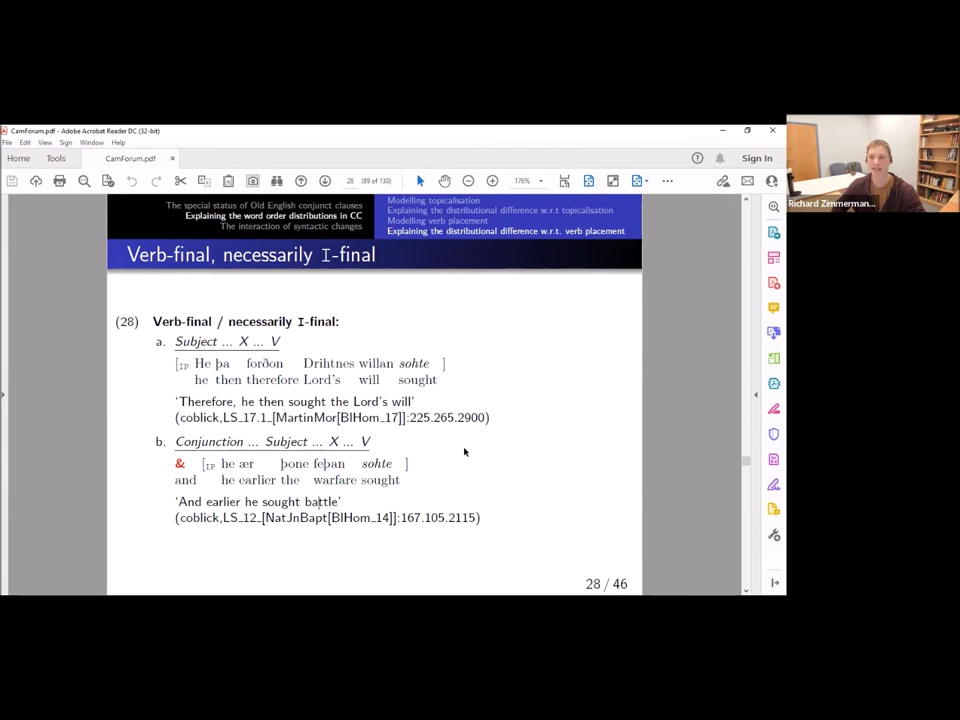 CamForum.pdf - Adobe Acrobat Reader DC (32-bit)
File Edit View Sign Window Help
Home Tools CamForum.pdf × Sign In
28 (89 of 130) 176%
The special status of Old English conjunct clauses
Explaining the word order distributions in CC
The interaction of syntactic changes
Modelling topicalisation
Explaining the distributional difference w.r.t topicalisation
Modelling verb placement
Explaining the distributional difference w.r.t. verb placement
Verb-final, necessarily I-final
(28) Verb-final / necessarily I-final:
a. Subject ... X ... V
[IP He þa forðon Drihtnes willan sohte ]
he then therefore Lord's will sought
'Therefore, he then sought the Lord's will'
(coblick,LS_17.1_[MartinMor[BlHom_17]]:225.265.2900)
b. Conjunction ... Subject ... X ... V
& [IP he ær þone feþan sohte ]
and he earlier the warfare sought
'And earlier he sought battle'
(coblick,LS_12_[NatJnBapt[BlHom_14]]:167.105.2115)
28 / 46
Richard Zimmerman...